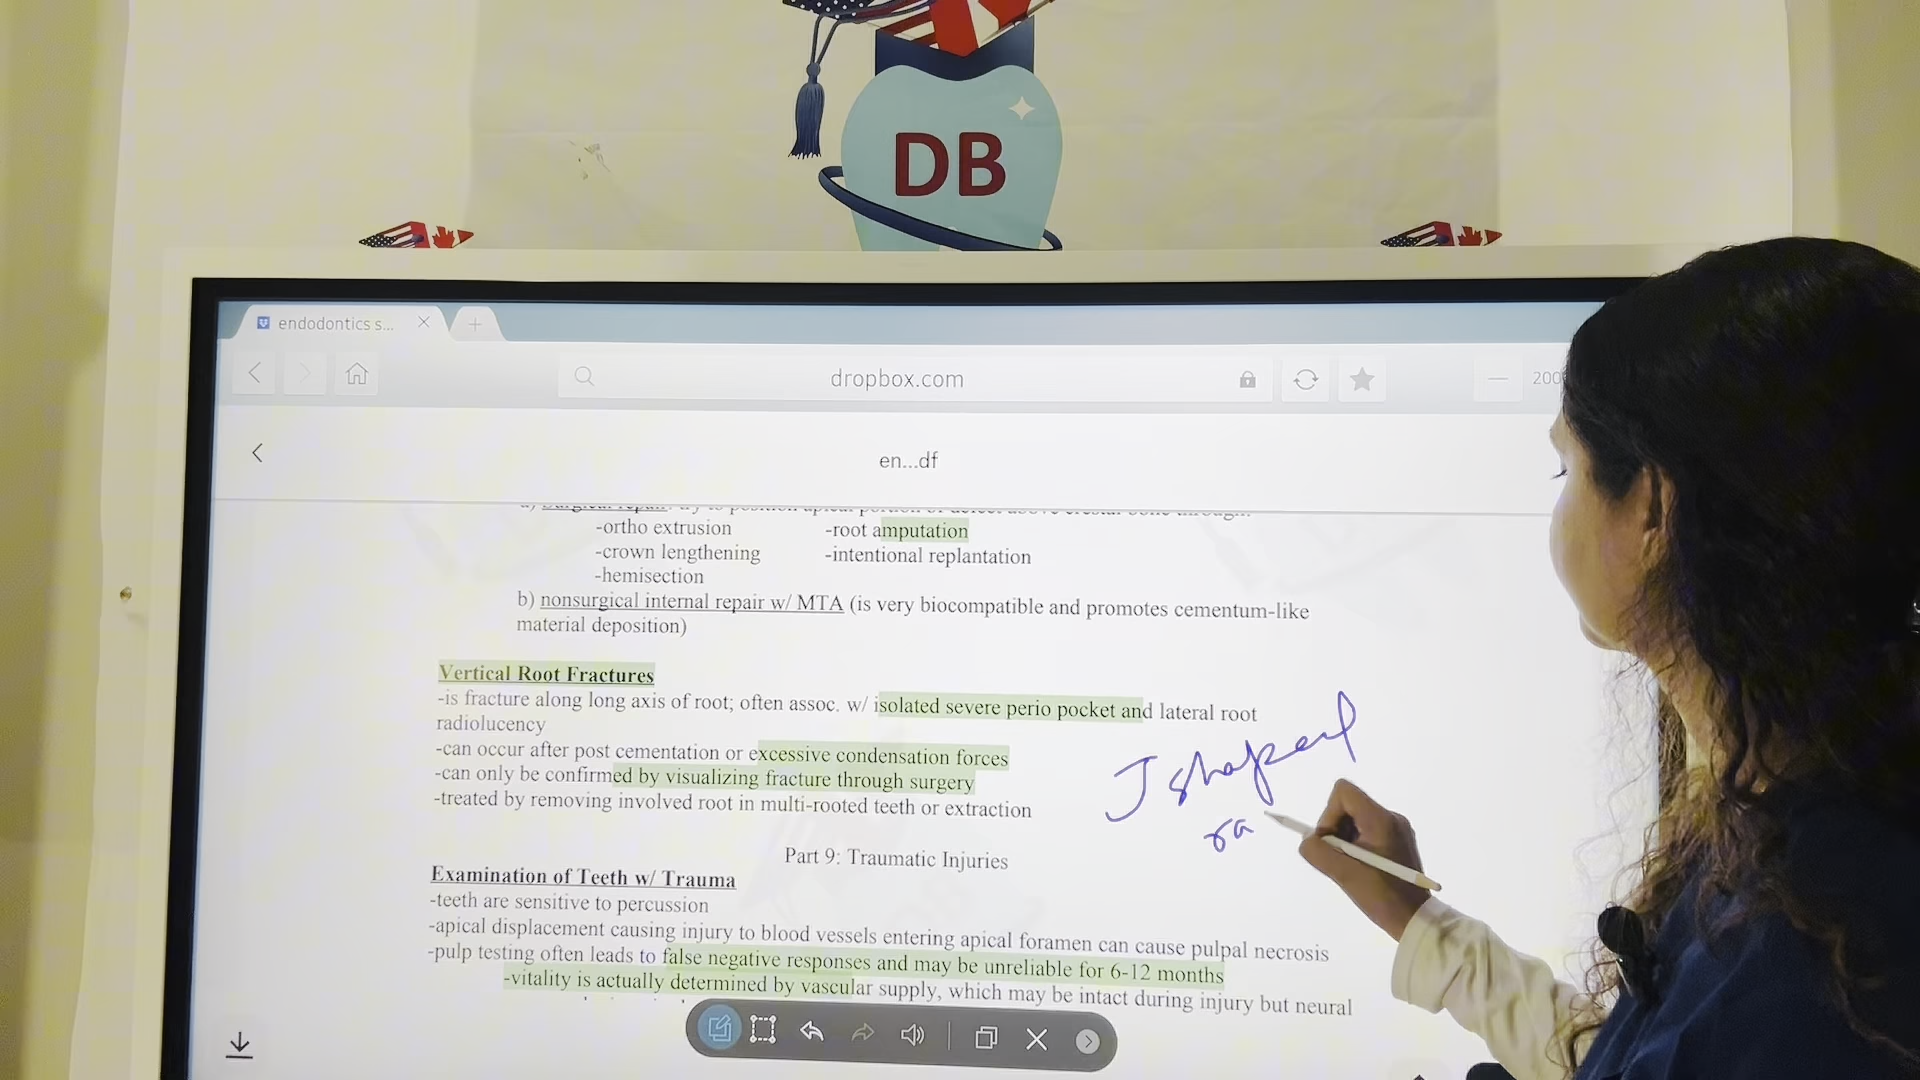 DB
endodontics s...
dropbox.com
200
en...df
-ortho extrusion -root amputation
-crown lengthening -intentional replantation
-hemisection
b) nonsurgical internal repair w/ MTA (is very biocompatible and promotes cementum-like
material deposition)
Vertical Root Fractures
-is fracture along long axis of root; often assoc. w/ isolated severe perio pocket and lateral root
radiolucency
-can occur after post cementation or excessive condensation forces
-can only be confirmed by visualizing fracture through surgery
-treated by removing involved root in multi-rooted teeth or extraction
J shaped
ra
Part 9: Traumatic Injuries
Examination of Teeth w/ Trauma
-teeth are sensitive to percussion
-apical displacement causing injury to blood vessels entering apical foramen can cause pulpal necrosis
-pulp testing often leads to false negative responses and may be unreliable for 6-12 months
-vitality is actually determined by vascular supply, which may be intact during injury but neural